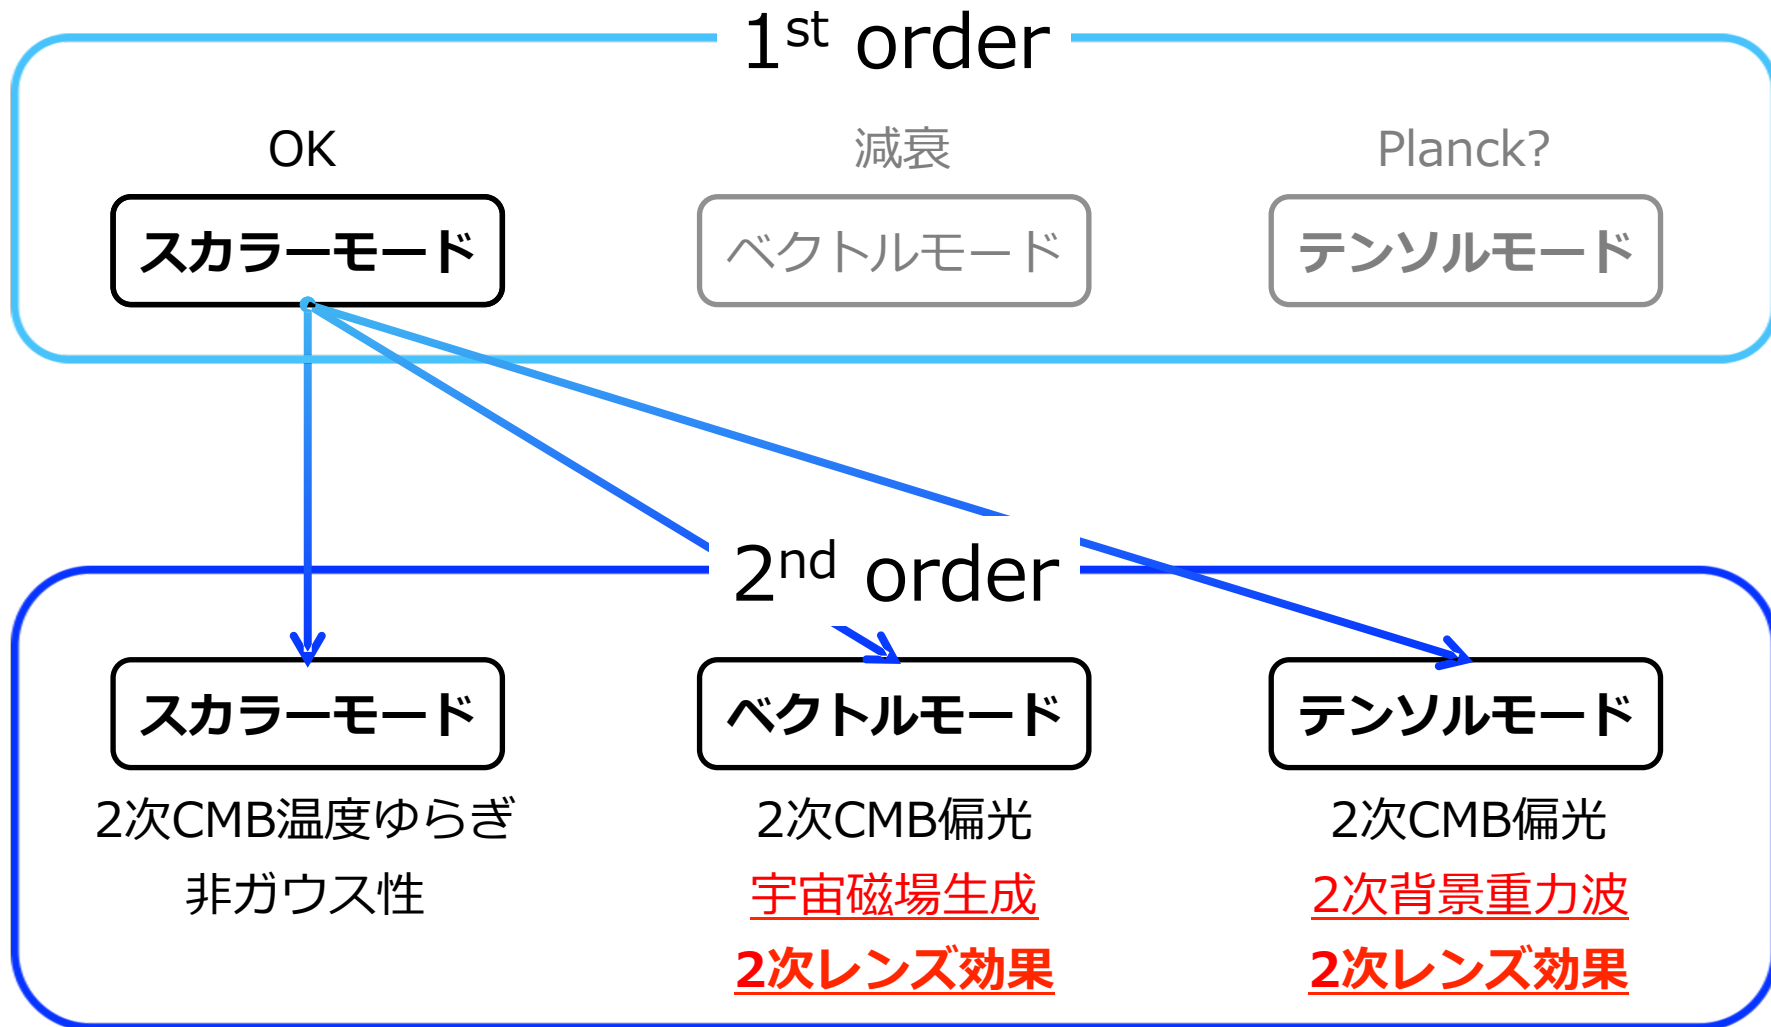 1st order
OK
減衰
Planck?
スカラーモード
ベクトルモード
テンソルモード
2nd order
スカラーモード
ベクトルモード
テンソルモード
2次CMB温度ゆらぎ
2次CMB偏光
2次CMB偏光
非ガウス性
宇宙磁場生成
2次背景重力波
2次レンズ効果
2次レンズ効果